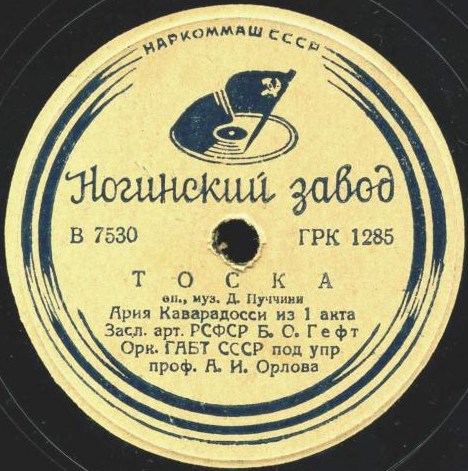 НАРКОММАШ СССР
Ногинский завод
В 7530 ГРК 1285
ТОСКА
оп., муз. Д. Пуччини
Ария Каварадосси из 1 акта
Засл. арт. РСФСР Б. О. Гефт
Орк. ГАБТ СССР под упр
проф. А. И. Орлова